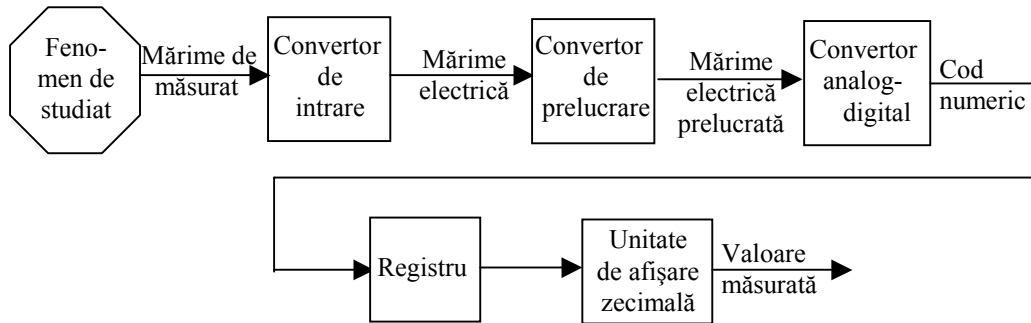 Feno-
men de
studiat
Mărime de
măsurat
Convertor
de
intrare
Mărime
electrică
Convertor
de
prelucrare
Mărime
electrică
prelucrată
Convertor
analog-
digital
Cod
numeric
Registru
Unitate
de afişare
zecimală
Valoare
măsurată